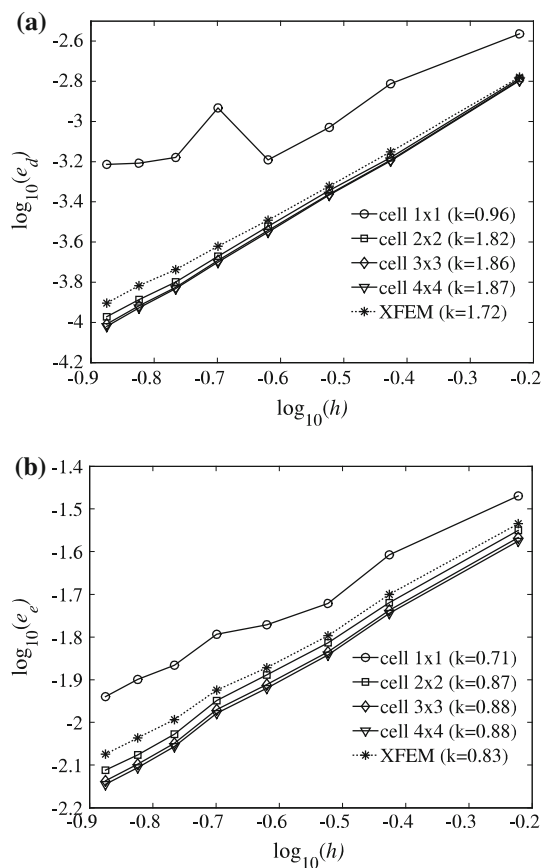 (a)
-2.6
-2.8
-3
-3.2
-3.4
-3.6
-3.8
-4
-4.2
log10(e_d)
cell 1x1 (k=0.96)
cell 2x2 (k=1.82)
cell 3x3 (k=1.86)
cell 4x4 (k=1.87)
XFEM (k=1.72)
-0.9 -0.8 -0.7 -0.6 -0.5 -0.4 -0.3 -0.2
log10(h)
(b)
-1.4
-1.5
-1.6
-1.7
-1.8
-1.9
-2
-2.1
-2.2
log10(e_e)
cell 1x1 (k=0.71)
cell 2x2 (k=0.87)
cell 3x3 (k=0.88)
cell 4x4 (k=0.88)
XFEM (k=0.83)
-0.9 -0.8 -0.7 -0.6 -0.5 -0.4 -0.3 -0.2
log10(h)